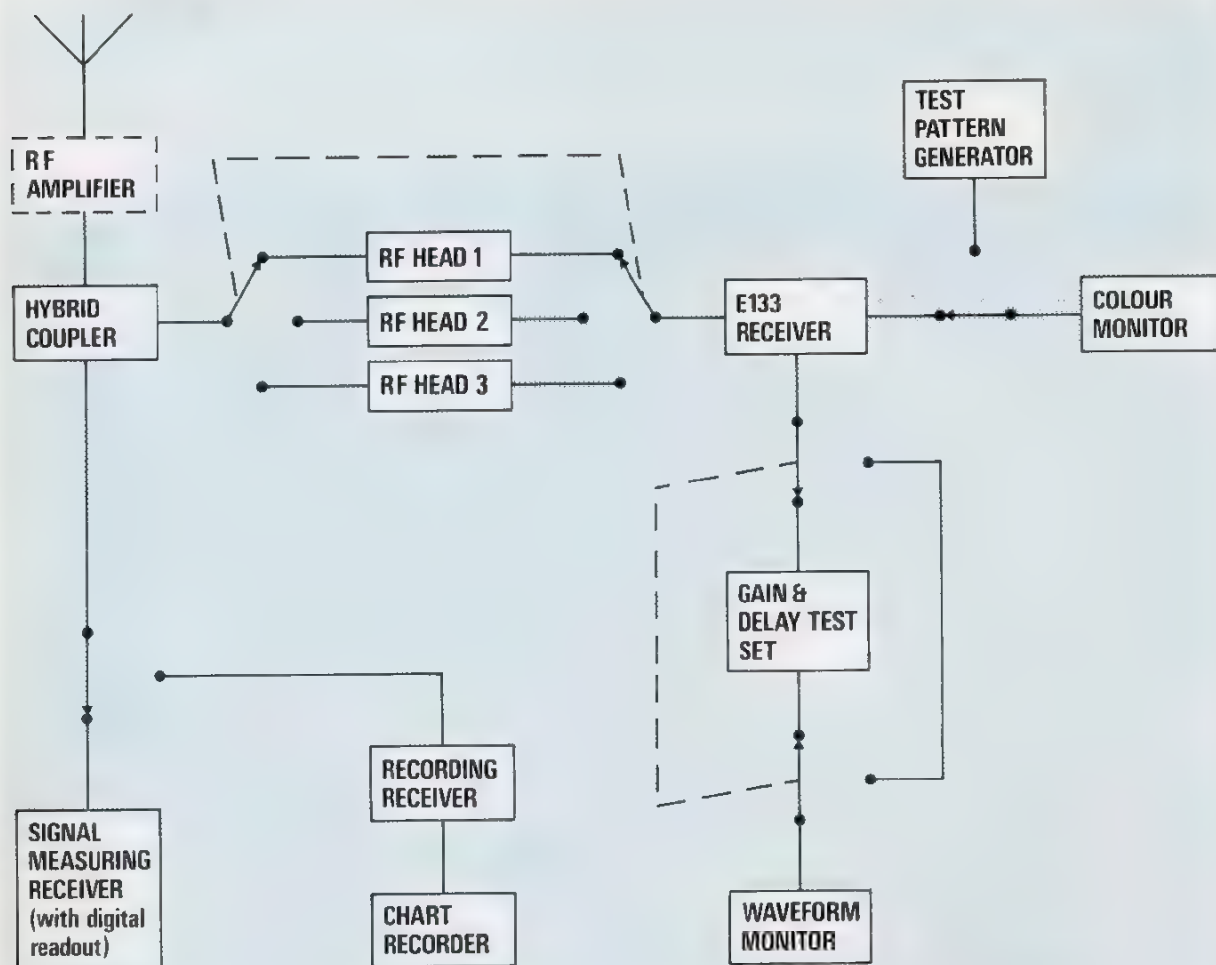 RF
AMPLIFIER
TEST
PATTERN
GENERATOR
HYBRID
COUPLER
RF HEAD 1
RF HEAD 2
RF HEAD 3
E133
RECEIVER
COLOUR
MONITOR
GAIN &
DELAY TEST
SET
RECORDING
RECEIVER
SIGNAL
MEASURING
RECEIVER
(with digital
readout)
CHART
RECORDER
WAVEFORM
MONITOR